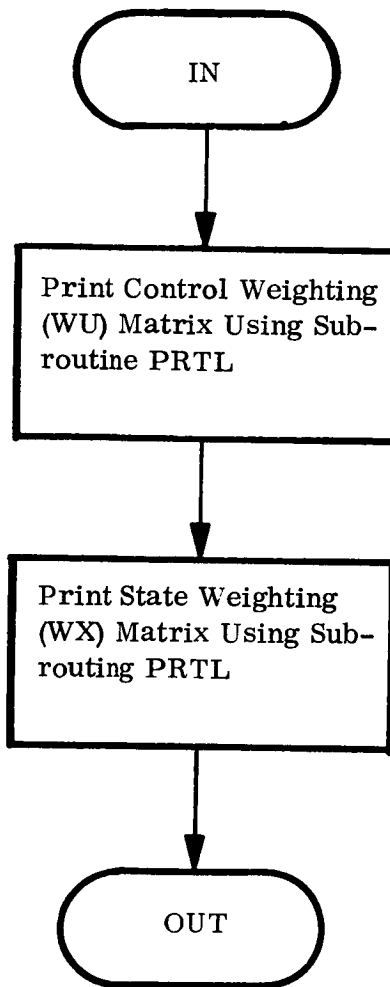 IN
Print Control Weighting
(WU) Matrix Using Sub-
routine PRTL
Print State Weighting
(WX) Matrix Using Sub-
routing PRTL
OUT